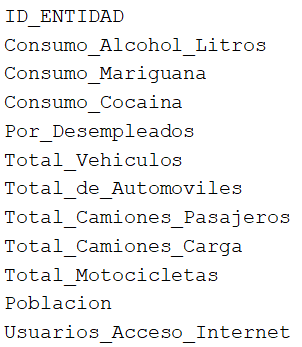 ID_ENTIDAD
Consumo_Alcohol_Litros
Consumo_Mariguana
Consumo_Cocaina
Por_Desempleados
Total_Vehiculos
Total_de_Automoviles
Total_Camiones_Pasajeros
Total_Camiones_Carga
Total_Motocicletas
Poblacion
Usuarios_Acceso_Internet